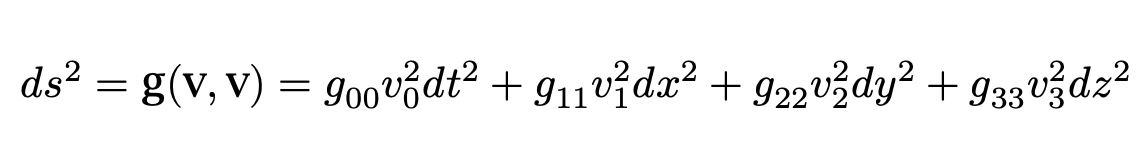 ds² = g(v, v) = g₀₀v₀²dt² + g₁₁v₁²dx² + g₂₂v₂²dy² + g₃₃v₃²dz²